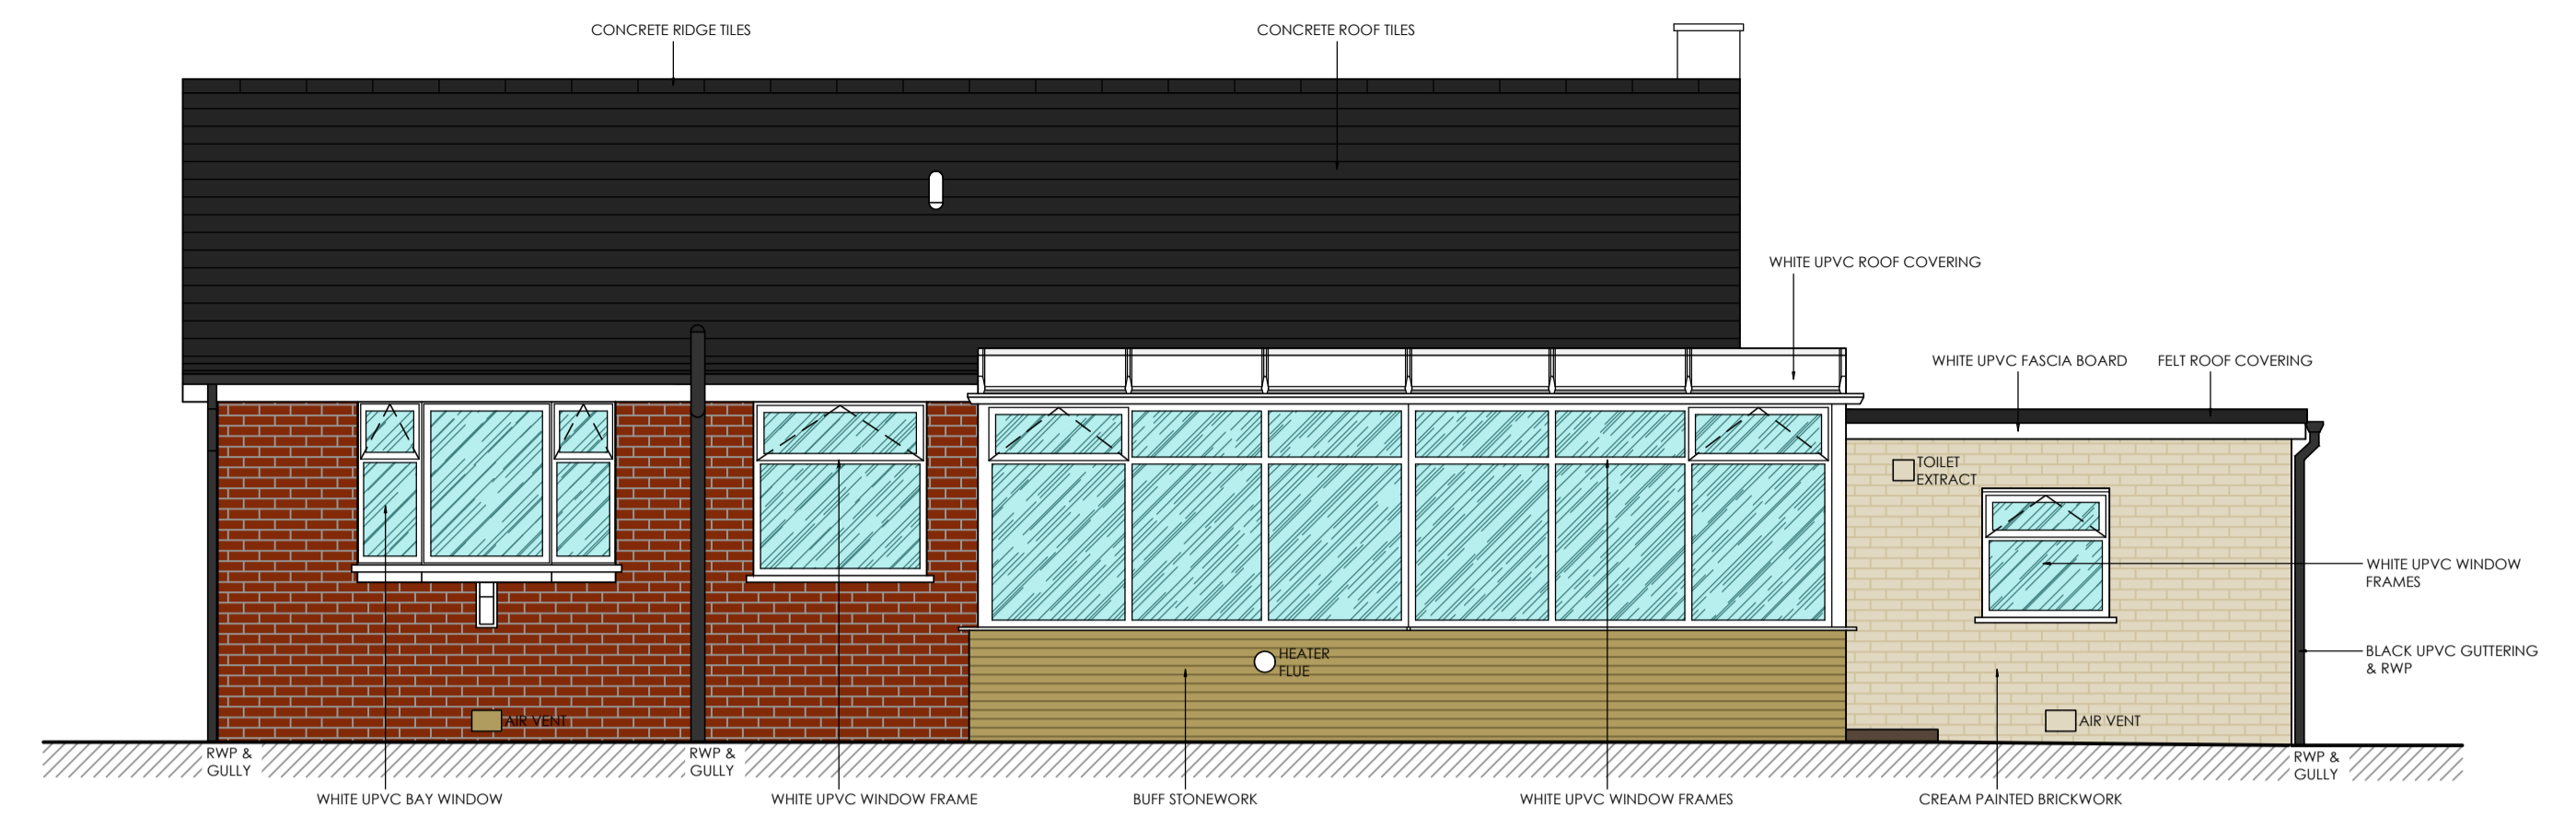 CONCRETE RIDGE TILES
CONCRETE ROOF TILES
WHITE UPVC ROOF COVERING
WHITE UPVC FASCIA BOARD
FELT ROOF COVERING
TOILET
EXTRACT
WHITE UPVC WINDOW
FRAMES
HEATER
FLUE
BLACK UPVC GUTTERING
& RWP
AIR VENT
AIR VENT
RWP &
GULLY
RWP &
GULLY
RWP &
GULLY
WHITE UPVC BAY WINDOW
WHITE UPVC WINDOW FRAME
BUFF STONEWORK
WHITE UPVC WINDOW FRAMES
CREAM PAINTED BRICKWORK